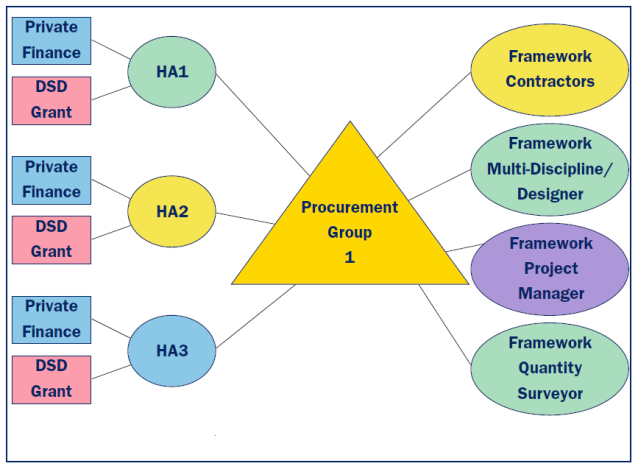 Private
Finance
DSD
Grant
HA1
Private
Finance
DSD
Grant
HA2
Private
Finance
DSD
Grant
HA3
Procurement
Group
1
Framework
Contractors
Framework
Multi-Discipline/
Designer
Framework
Project
Manager
Framework
Quantity
Surveyor